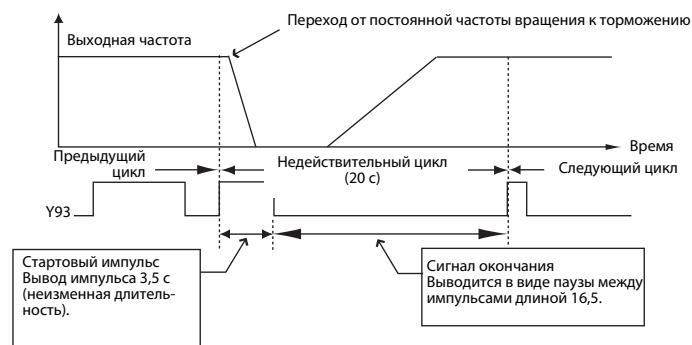 Переход от постоянной частоты вращения к торможению
Выходная частота
Время
Предыдущий
цикл
Недействительный цикл
(20 с)
Следующий цикл
Y93
Стартовый импульс
Вывод импульса 3,5 с
(неизменная длитель-
ность).
Сигнал окончания
Выводится в виде паузы между
импульсами длиной 16,5.